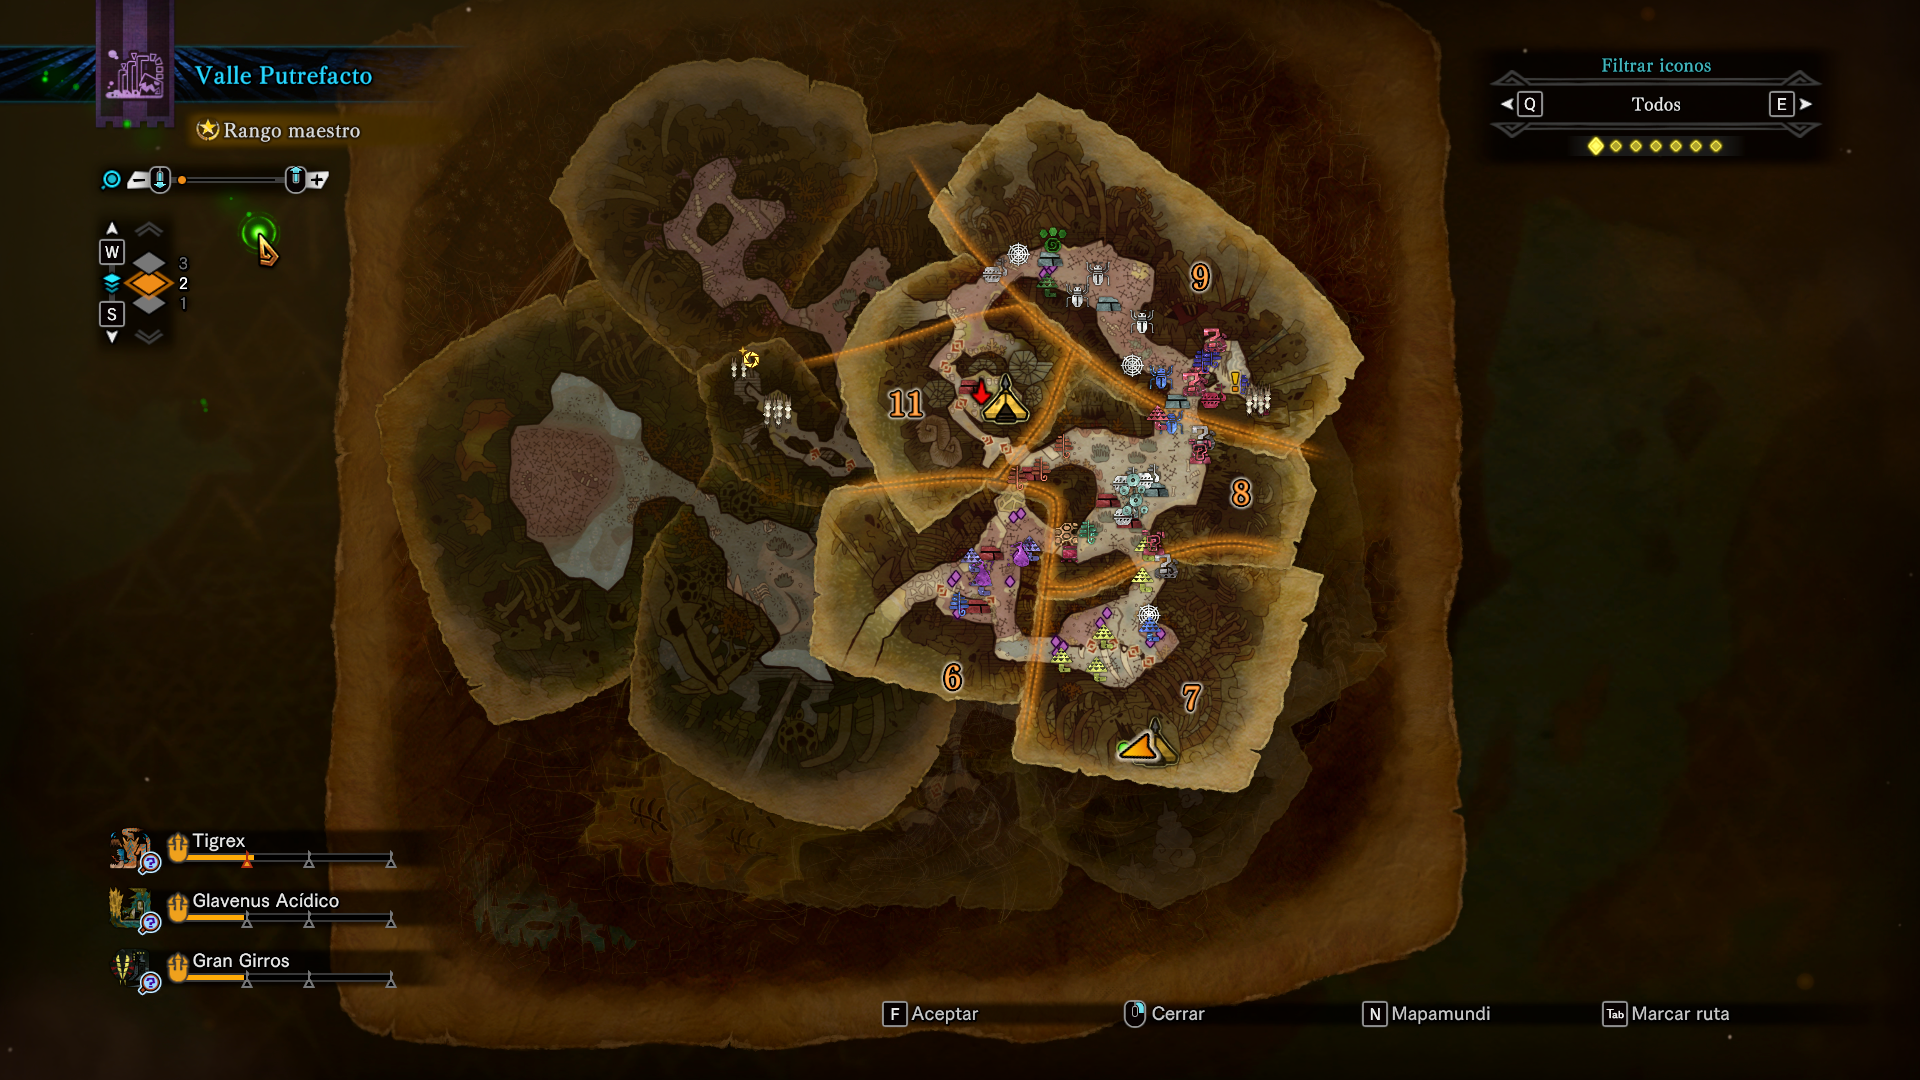 Valle Putrefacto
Rango maestro
Filtrar iconos
Q Todos E
W
S
3
2
1
9
11
8
6
7
Tigrex
Glavenus Acídico
Gran Girros
F Aceptar
Cerrar
N Mapamundi
Tab Marcar ruta